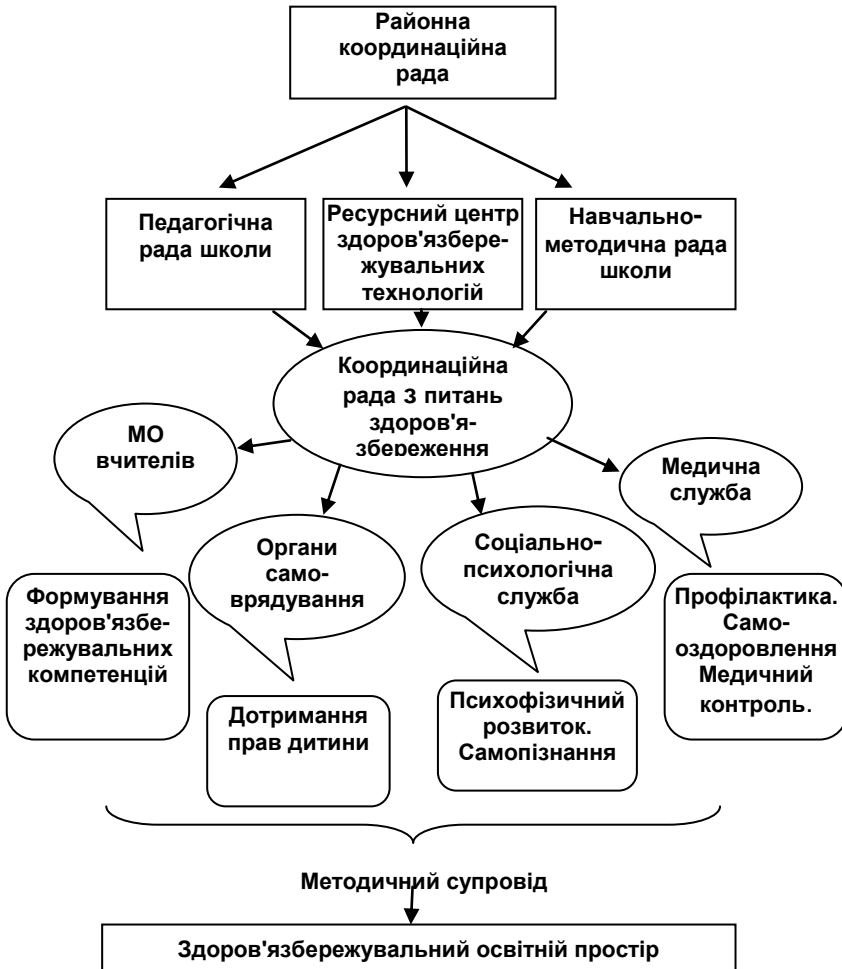 Районна
координаційна
рада
Педагогічна
рада школи
Ресурсний центр
здоров'язбере-
жувальних
технологій
Навчально-
методична рада
школи
Координаційна
рада з питань
здоров'я-
збереження
МО
вчителів
Органи
само-
врядування
Соціально-
психологічна
служба
Медична
служба
Формування
здоров'язбе-
режувальних
компетенцій
Дотримання
прав дитини
Психофізичний
розвиток.
Самопізнання
Профілактика.
Само-
оздоровлення
Медичний
контроль.
Методичний супровід
Здоров'язбережувальний освітній простір